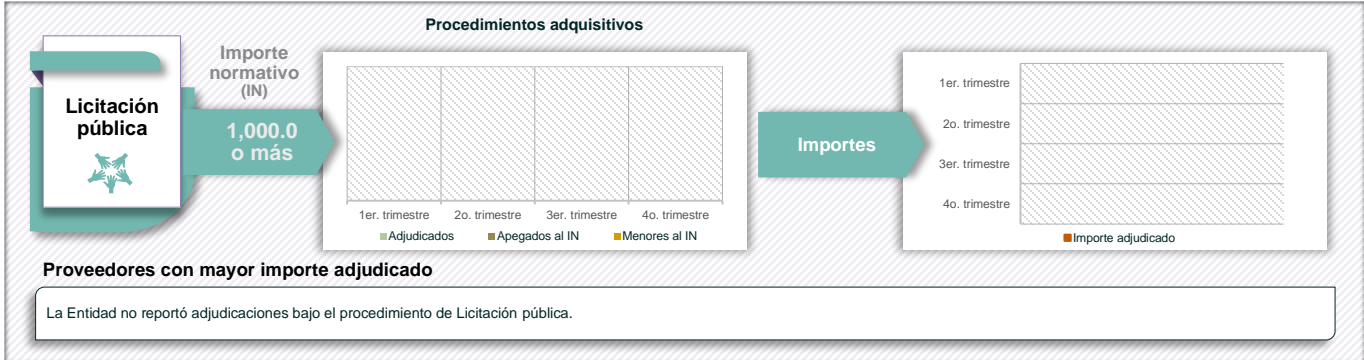 Procedimientos adquisitivos
Licitación
pública
Importe
normativo
(IN)
1,000.0
o más
1er. trimestre 2o. trimestre 3er. trimestre 4o. trimestre
Adjudicados Apegados al IN Menores al IN
Importes
1er. trimestre
2o. trimestre
3er. trimestre
4o. trimestre
Importe adjudicado
Proveedores con mayor importe adjudicado
La Entidad no reportó adjudicaciones bajo el procedimiento de Licitación pública.